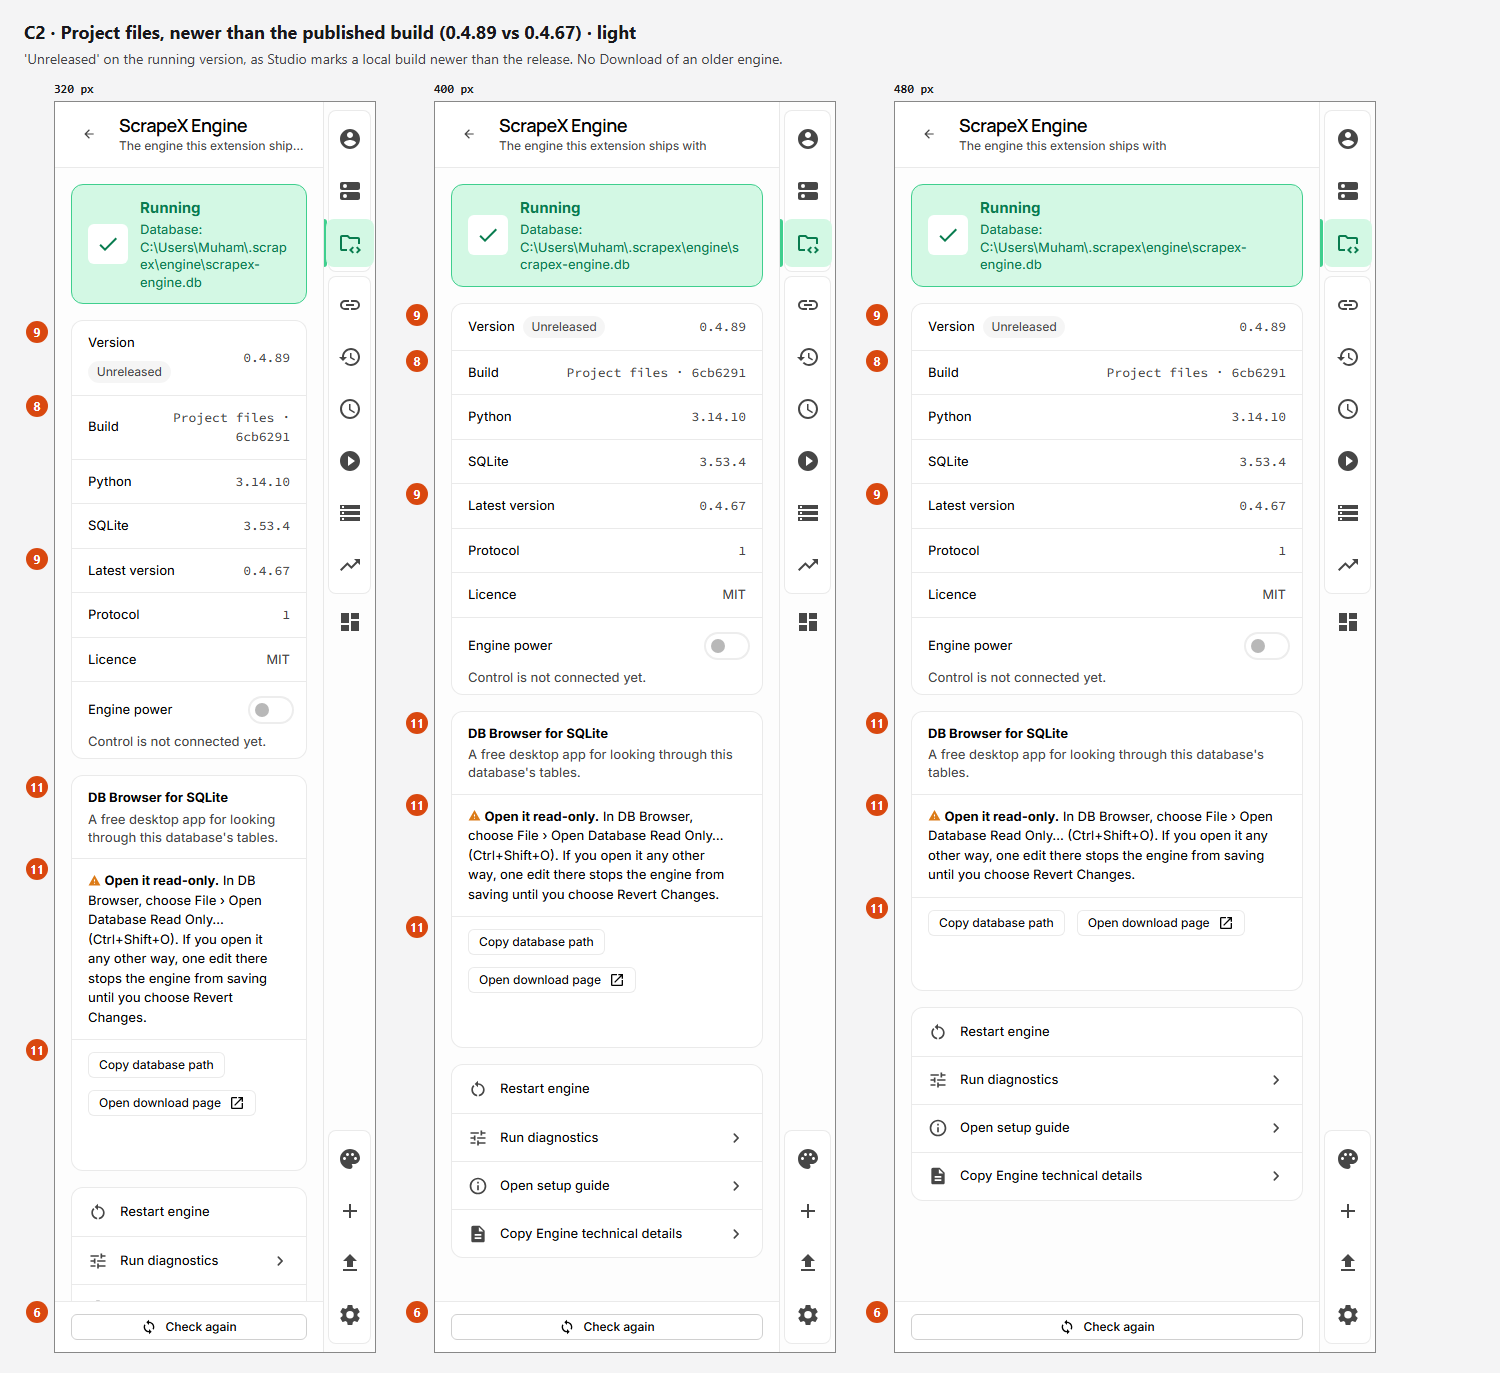 C2 · Project files, newer than the published build (0.4.89 vs 0.4.67) · light
'Unreleased' on the running version, as Studio marks a local build newer than the release. No Download of an older engine.
320 px
ScrapeX Engine
The engine this extension ship...
Running
Database:
C:\Users\Muham\.scrap
ex\engine\scrapex-
engine.db
9
Version
Unreleased
0.4.89
8
Build
Project files ·
6cb6291
Python
3.14.10
SQLite
3.53.4
9
Latest version
0.4.67
Protocol
1
Licence
MIT
Engine power
Control is not connected yet.
11
DB Browser for SQLite
A free desktop app for looking
through this database's tables.
11
Open it read-only. In DB
Browser, choose File › Open
Database Read Only...
(Ctrl+Shift+O). If you open it
any other way, one edit there
stops the engine from saving
until you choose Revert
Changes.
11
Copy database path
Open download page
Restart engine
Run diagnostics
6
Check again
400 px
ScrapeX Engine
The engine this extension ships with
Running
Database:
C:\Users\Muham\.scrapex\engine\s
crapex-engine.db
9
Version Unreleased 0.4.89
8
Build Project files · 6cb6291
Python 3.14.10
SQLite 3.53.4
9
Latest version 0.4.67
Protocol 1
Licence MIT
Engine power
Control is not connected yet.
11
DB Browser for SQLite
A free desktop app for looking through this
database's tables.
11
Open it read-only. In DB Browser,
choose File › Open Database Read Only...
(Ctrl+Shift+O). If you open it any other
way, one edit there stops the engine from
saving until you choose Revert Changes.
11
Copy database path
Open download page
Restart engine
Run diagnostics
Open setup guide
Copy Engine technical details
6
Check again
480 px
ScrapeX Engine
The engine this extension ships with
Running
Database:
C:\Users\Muham\.scrapex\engine\scrapex-
engine.db
9
Version Unreleased 0.4.89
8
Build Project files · 6cb6291
Python 3.14.10
SQLite 3.53.4
9
Latest version 0.4.67
Protocol 1
Licence MIT
Engine power
Control is not connected yet.
11
DB Browser for SQLite
A free desktop app for looking through this database's
tables.
11
Open it read-only. In DB Browser, choose File › Open
Database Read Only... (Ctrl+Shift+O). If you open it any
other way, one edit there stops the engine from saving
until you choose Revert Changes.
11
Copy database path Open download page
Restart engine
Run diagnostics
Open setup guide
Copy Engine technical details
6
Check again